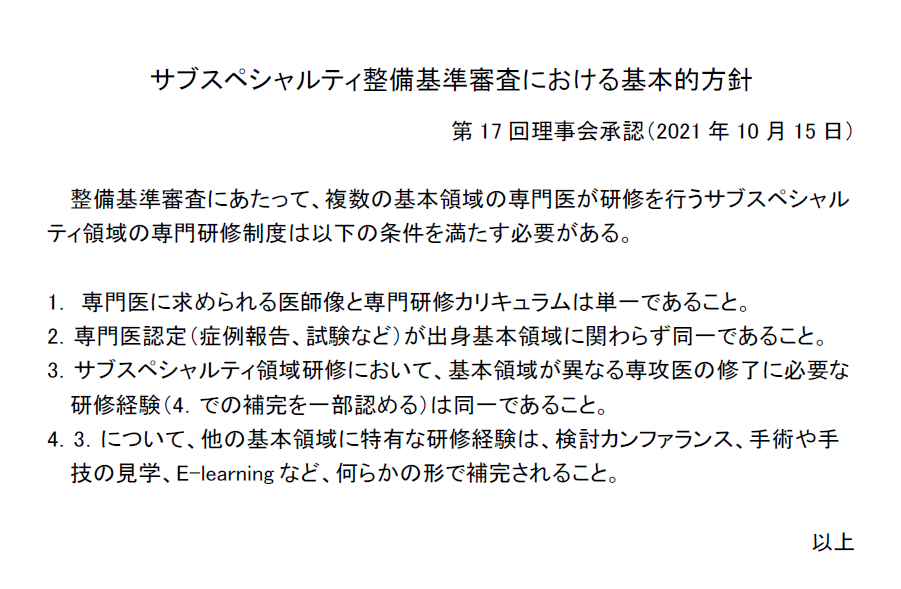 サブスペシャルティ整備基準審査における基本的方針
第 17 回理事会承認（2021 年 10 月 15 日）
整備基準審査にあたって、複数の基本領域の専門医が研修を行うサブスペシャル
ティ領域の専門研修制度は以下の条件を満たす必要がある。
1． 専門医に求められる医師像と専門研修カリキュラムは単一であること。
2．専門医認定（症例報告、試験など）が出身基本領域に関わらず同一であること。
3．サブスペシャルティ領域研修において、基本領域が異なる専攻医の修了に必要な
研修経験（4．での補完を一部認める）は同一であること。
4．3．について、他の基本領域に特有な研修経験は、検討カンファランス、手術や手
技の見学、E-learning など、何らかの形で補完されること。
以上